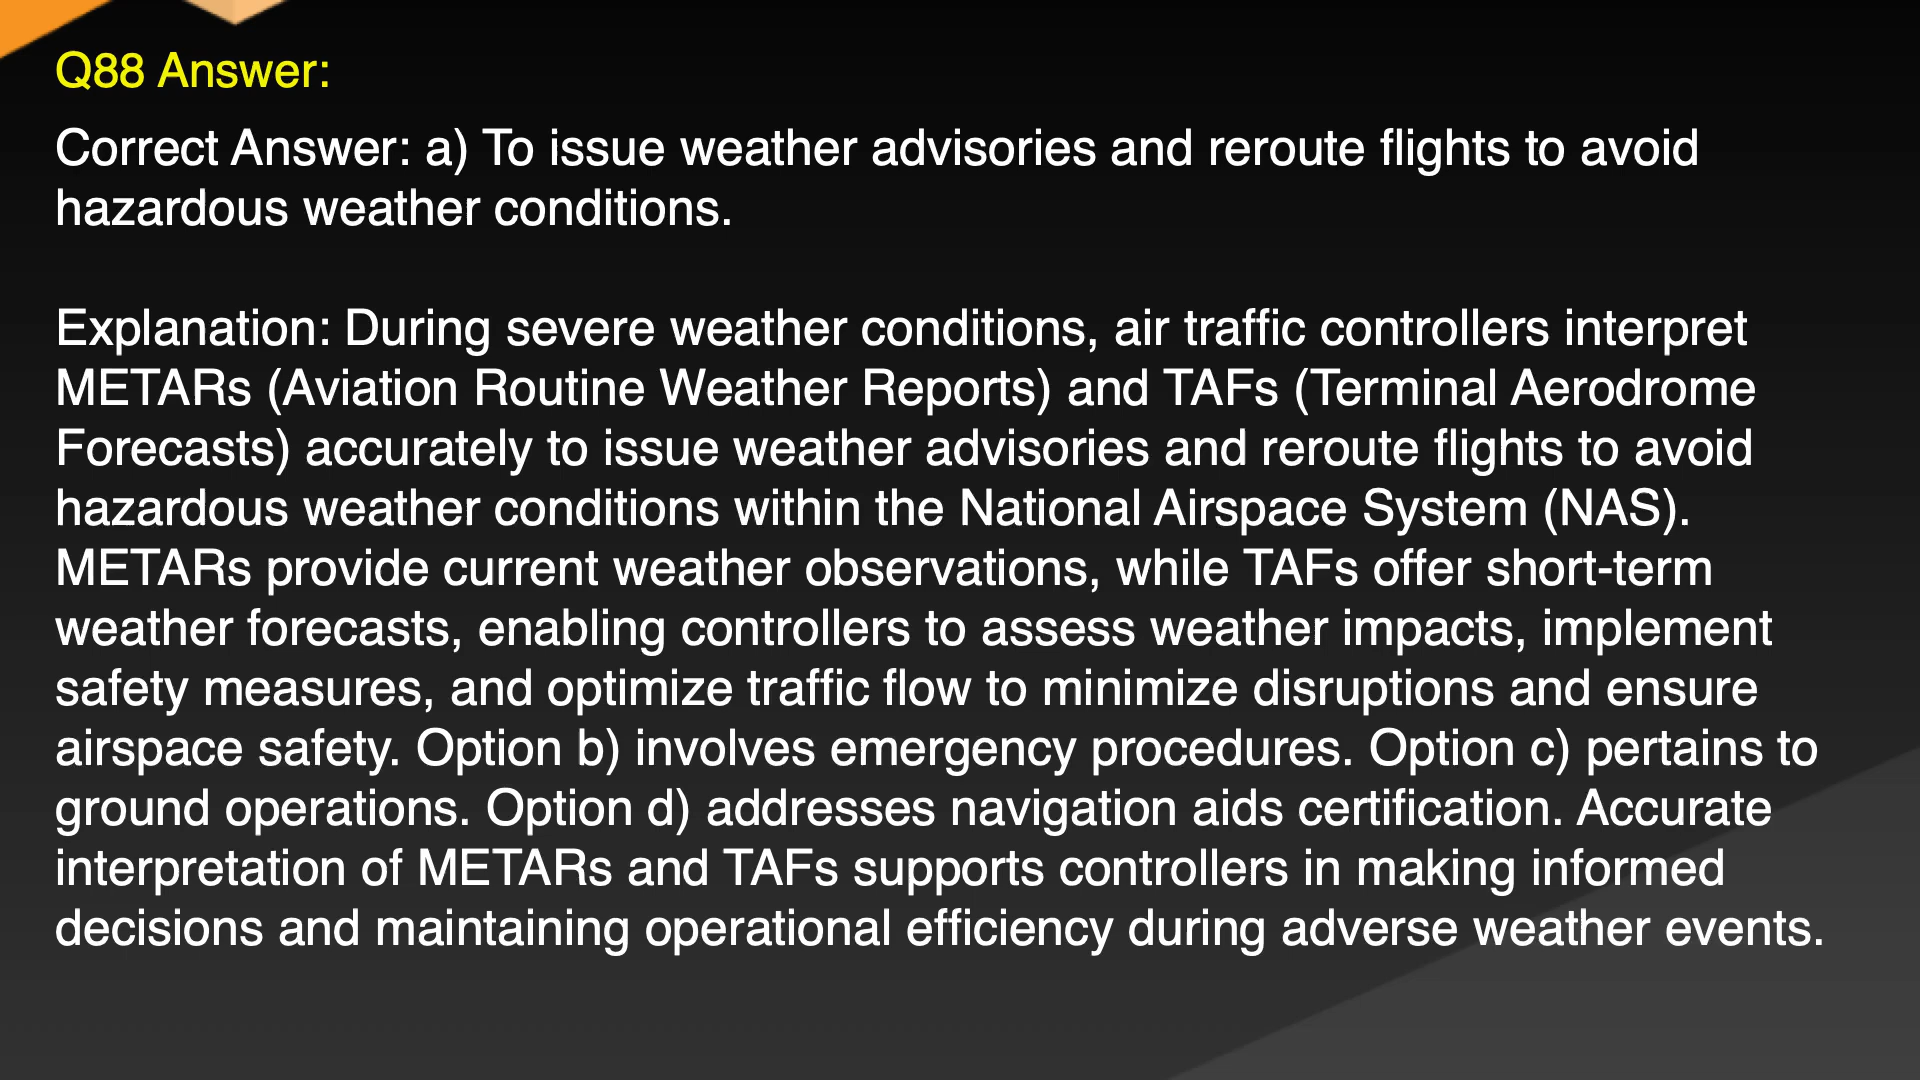 Q88 Answer:
Correct Answer: a) To issue weather advisories and reroute flights to avoid
hazardous weather conditions.
Explanation: During severe weather conditions, air traffic controllers interpret
METARs (Aviation Routine Weather Reports) and TAFs (Terminal Aerodrome
Forecasts) accurately to issue weather advisories and reroute flights to avoid
hazardous weather conditions within the National Airspace System (NAS).
METARs provide current weather observations, while TAFs offer short-term
weather forecasts, enabling controllers to assess weather impacts, implement
safety measures, and optimize traffic flow to minimize disruptions and ensure
airspace safety. Option b) involves emergency procedures. Option c) pertains to
ground operations. Option d) addresses navigation aids certification. Accurate
interpretation of METARs and TAFs supports controllers in making informed
decisions and maintaining operational efficiency during adverse weather events.